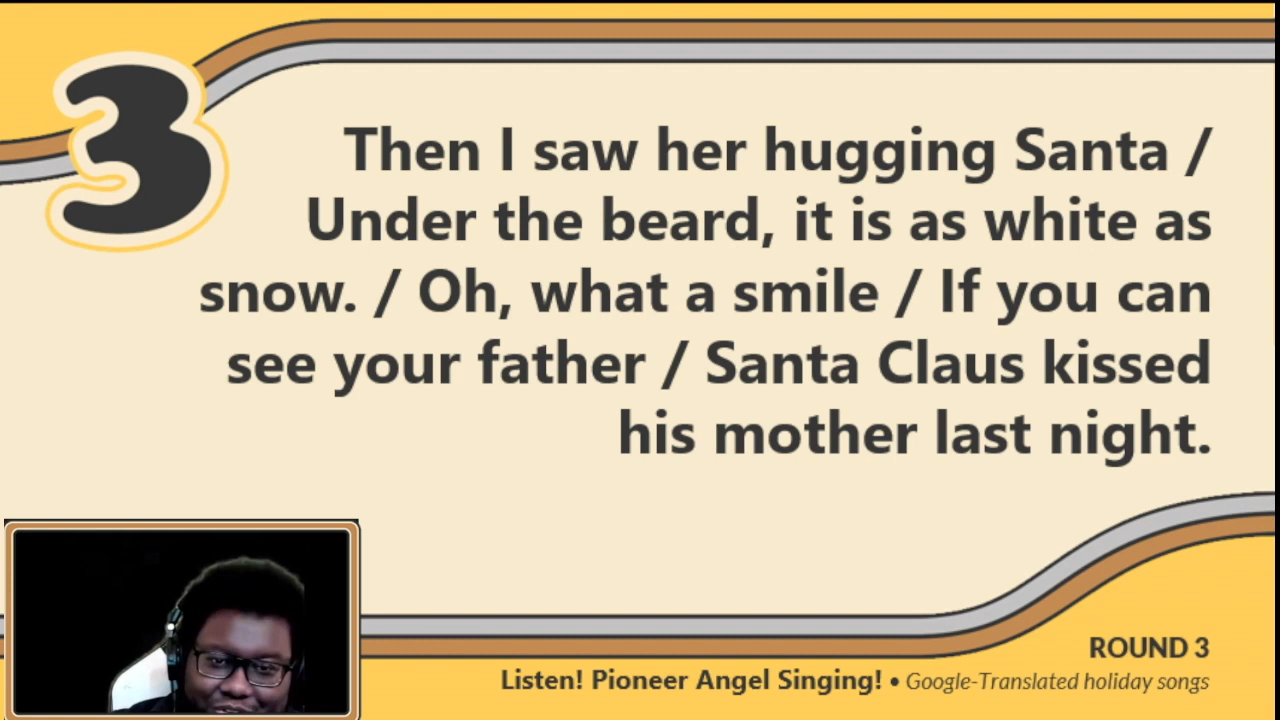 3
Then I saw her hugging Santa /
Under the beard, it is as white as
snow. / Oh, what a smile / If you can
see your father / Santa Claus kissed
his mother last night.
ROUND 3
Listen! Pioneer Angel Singing! • Google-Translated holiday songs